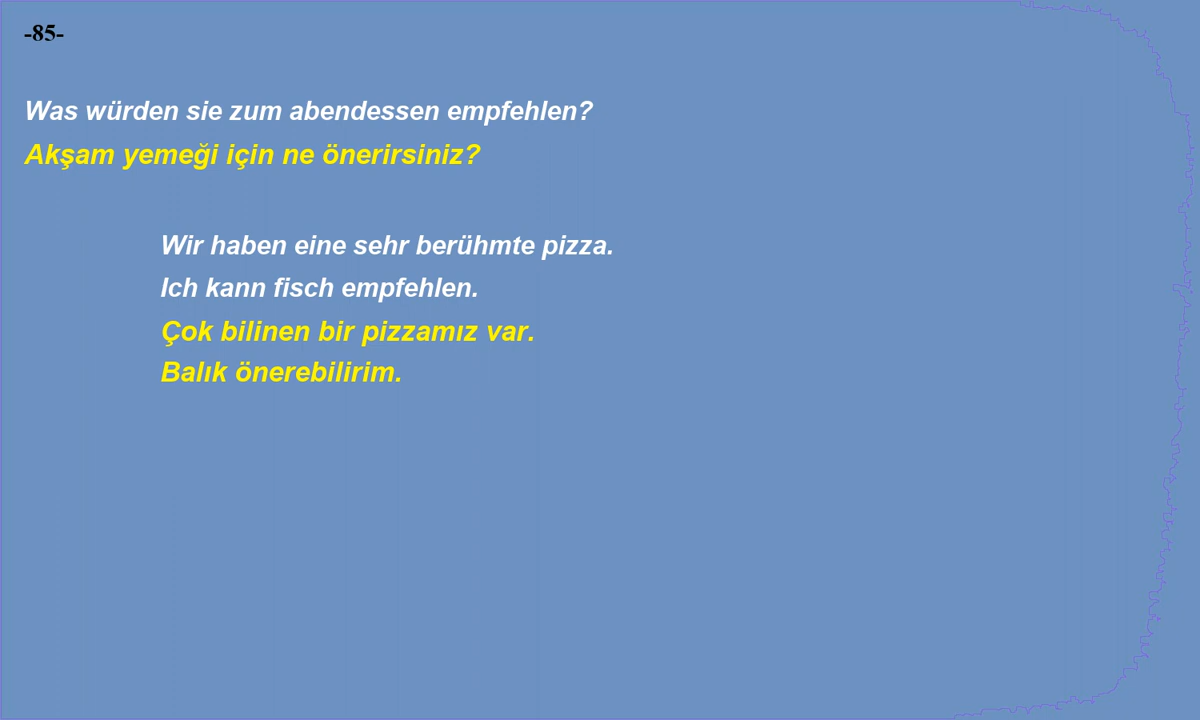 -85-
Was würden sie zum abendessen empfehlen?
Akşam yemeği için ne önerirsiniz?
Wir haben eine sehr berühmte pizza.
Ich kann fisch empfehlen.
Çok bilinen bir pizzamız var.
Balık önerebilirim.